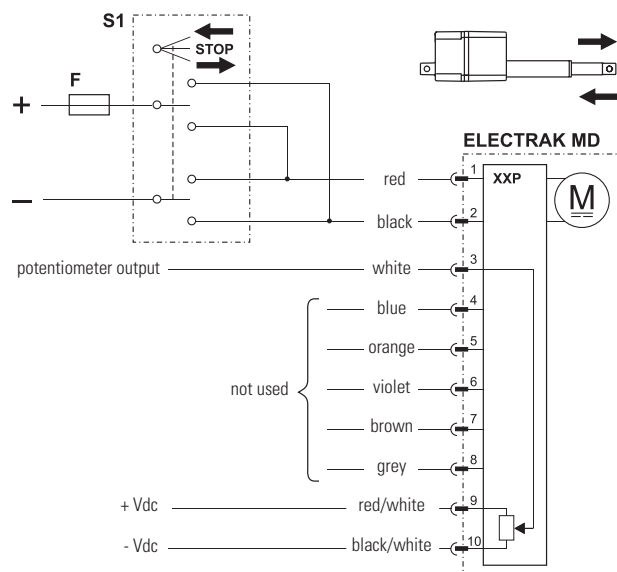 S1
STOP
F
+
−
ELECTRAK MD
XXP
M
red 1
black 2
potentiometer output white 3
blue 4
orange 5
not used violet 6
brown 7
grey 8
+ Vdc red/white 9
- Vdc black/white 10